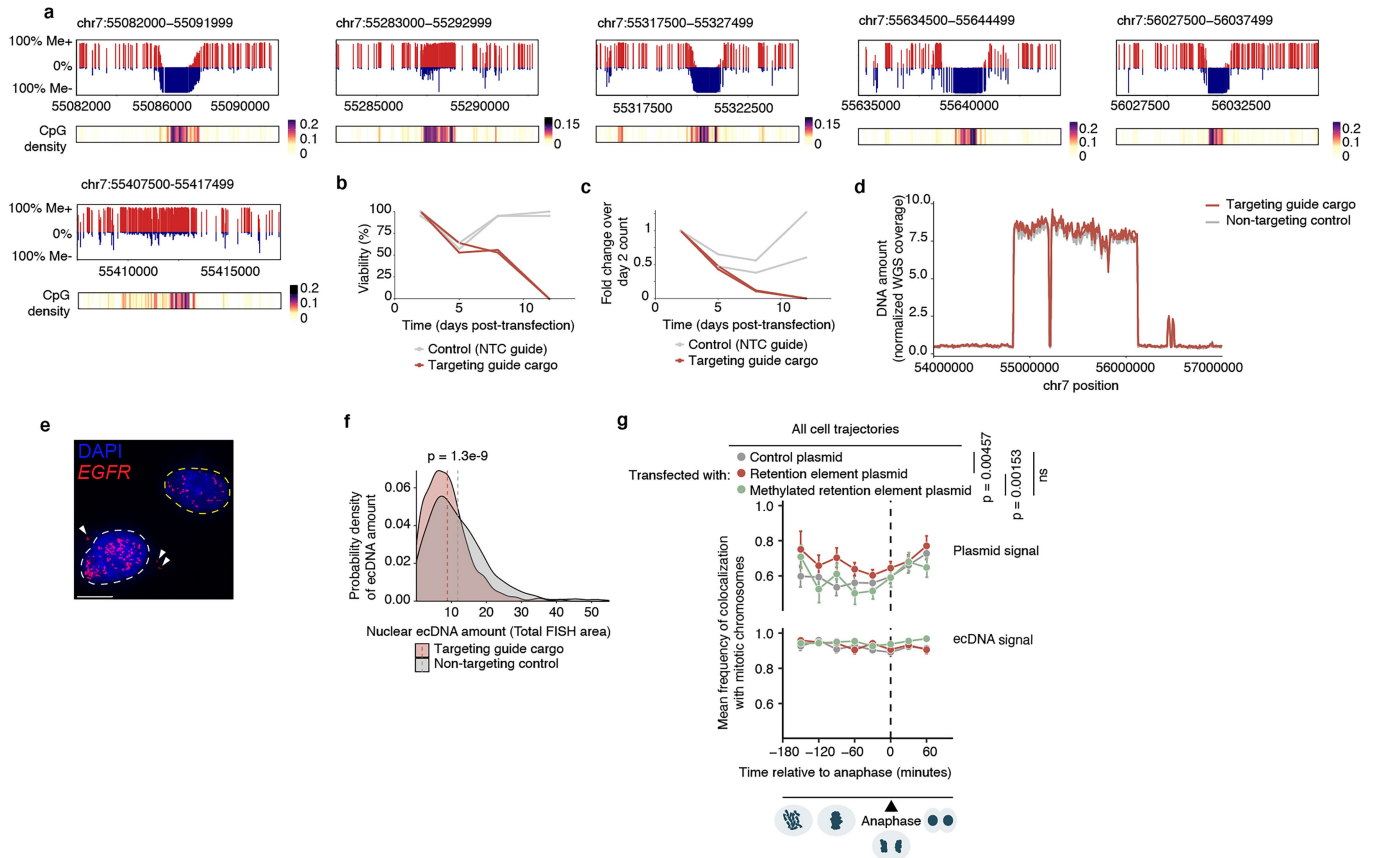 a
chr7:55082000−55091999
100% Me+
0%
100% Me-
55082000 55086000 55090000
CpG
density
0.2
0.1
0
chr7:55283000−55292999
55285000 55290000
0.15
0
chr7:55317500−55327499
55317500 55322500
0.15
0
chr7:55634500−55644499
55635000 55640000
0.2
0.1
0
chr7:56027500−56037499
56027500 56032500
0.2
0.1
0
chr7:55407500−55417499
100% Me+
0%
100% Me-
55410000 55415000
CpG
density
0.2
0.1
0
b
Viability (%)
100
75
50
25
0
0 5 10
Time (days post-transfection)
Control (NTC guide)
Targeting guide cargo
c
Fold change over
day 2 count
1
0.5
0
0 5 10
Time (days post-transfection)
Control (NTC guide)
Targeting guide cargo
d
DNA amount
(normalized WGS coverage)
10.0
7.5
5.0
2.5
0.0
54000000 55000000 56000000 57000000
chr7 position
Targeting guide cargo
Non-targeting control
e
DAPI
EGFR
f
p = 1.3e-9
Probability density
of ecDNA amount
0.06
0.04
0.02
0.00
10 20 30 40 50
Nuclear ecDNA amount (Total FISH area)
Targeting guide cargo
Non-targeting control
g
All cell trajectories
Transfected with:
Control plasmid
Retention element plasmid
Methylated retention element plasmid
p = 0.00457
p = 0.00153
ns
Mean frequency of colocalization
with mitotic chromosomes
1.0
0.8
0.6
Plasmid signal
1.0
0.8
0.6
ecDNA signal
−180 −120 −60 0 60
Time relative to anaphase (minutes)
Anaphase